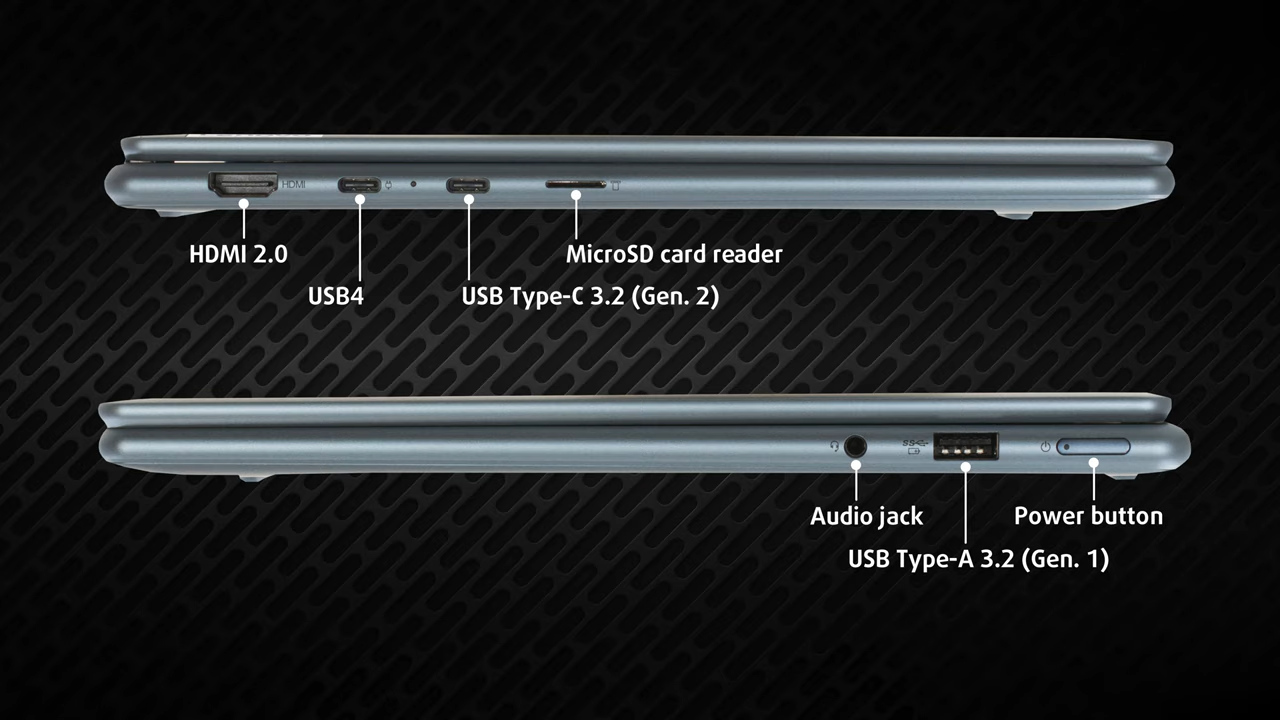 HDMI
HDMI 2.0
MicroSD card reader
USB4
USB Type-C 3.2 (Gen. 2)
Audio jack
Power button
USB Type-A 3.2 (Gen. 1)